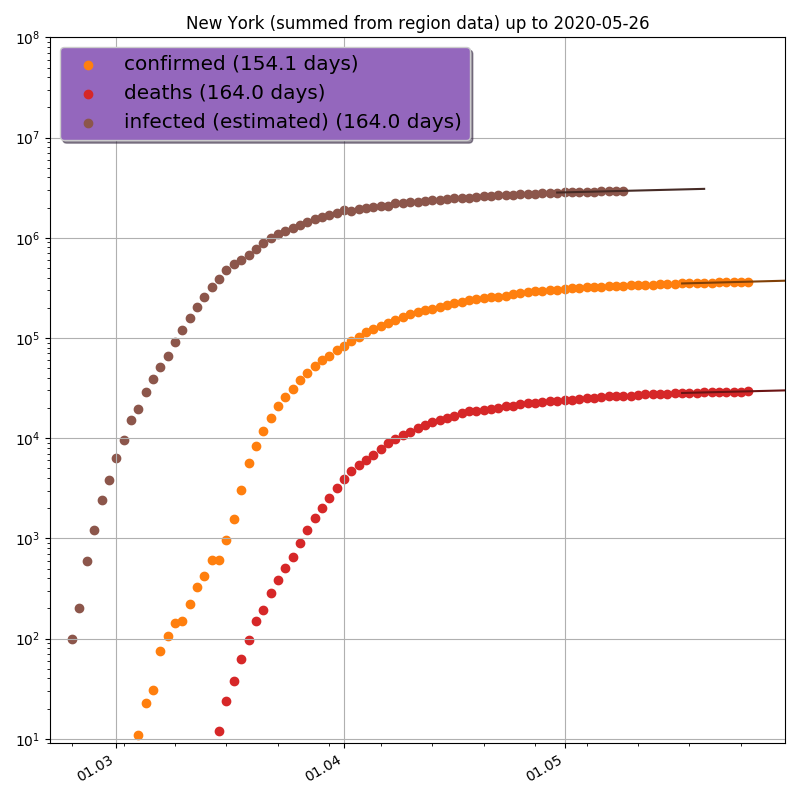 New York (summed from region data) up to 2020-05-26
10^8
confirmed (154.1 days)
deaths (164.0 days)
infected (estimated) (164.0 days)
10^7
10^6
10^5
10^4
10^3
10^2
10^1
01.03
01.04
01.05